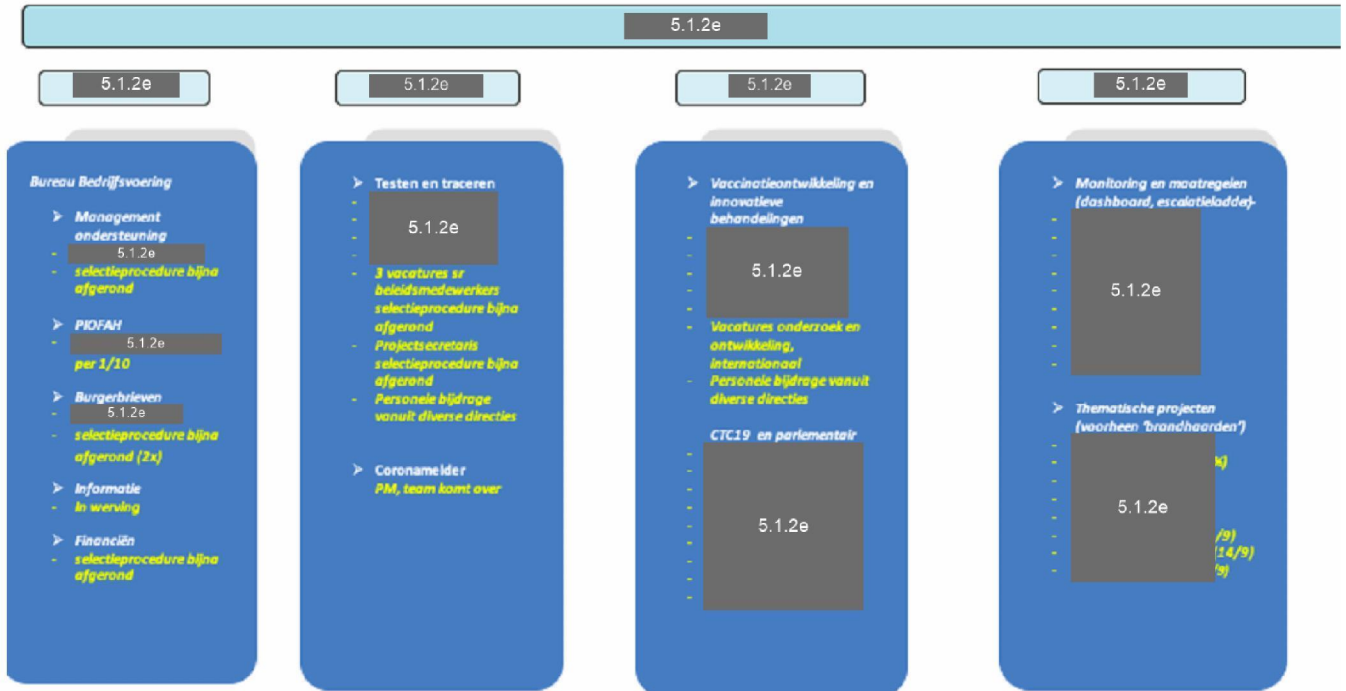 5.1.2e
5.1.2e
5.1.2e
5.1.2e
5.1.2e
Bureau Bedrijfsvoering
➢ Management
ondersteuning
- 5.1.2e
- selectieprocedure bijna
afgerond
➢ PIOFAH
- 5.1.2e
per 1/10
➢ Burgerbrieven
- 5.1.2e
- selectieprocedure bijna
afgerond (2x)
➢ Informatie
- In werving
➢ Financiën
- selectieprocedure bijna
afgerond
➢ Testen en traceren
-
-
- 5.1.2e
-
- 3 vacatures sr
beleidsmedewerkers
selectieprocedure bijna
afgerond
- Projectsecretaris
selectieprocedure bijna
afgerond
- Personele bijdrage
vanuit diverse directies
➢ Coronamelder
PM, team komt over
➢ Vaccinatieontwikkeling en
innovatieve
behandelingen
-
-
- 5.1.2e
-
-
- Vacatures onderzoek en
ontwikkeling,
internationaal
- Personele bijdrage vanuit
diverse directies
CTC19 en parlementair
-
-
-
-
- 5.1.2e
-
-
-
-
➢ Monitoring en maatregelen
(dashboard, escalatieladder)-
-
-
-
-
- 5.1.2e
-
-
-
-
➢ Thematische projecten
(voorheen 'brandhaarden')
-
-
-
- 5.1.2e
-
- /9)
- (14/9)
- /9)